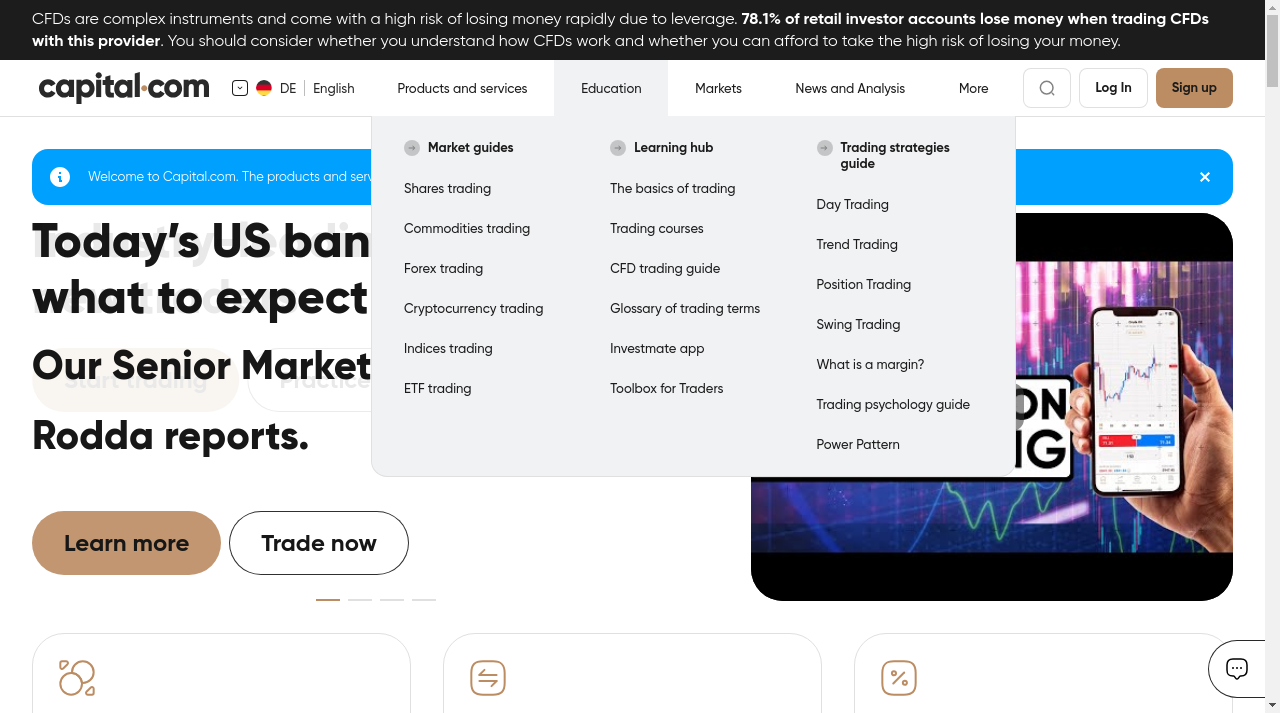 CFDs are complex instruments and come with a high risk of losing money rapidly due to leverage. 78.1% of retail investor accounts lose money when trading CFDs
with this provider. You should consider whether you understand how CFDs work and whether you can afford to take the high risk of losing your money.
capital.com
DE English
Products and services
Education
Markets
News and Analysis
More
Log In
Sign up
Market guides
Shares trading
Commodities trading
Forex trading
Cryptocurrency trading
Indices trading
ETF trading
Learning hub
The basics of trading
Trading courses
CFD trading guide
Glossary of trading terms
Investmate app
Toolbox for Traders
Trading strategies
guide
Day Trading
Trend Trading
Position Trading
Swing Trading
What is a margin?
Trading psychology guide
Power Pattern
Welcome to Capital.com. The products and serv
Today's US ban
what to expect
Our Senior Market
Rodda reports.
Start trading
Practice
Learn more
Trade now
ON
NG